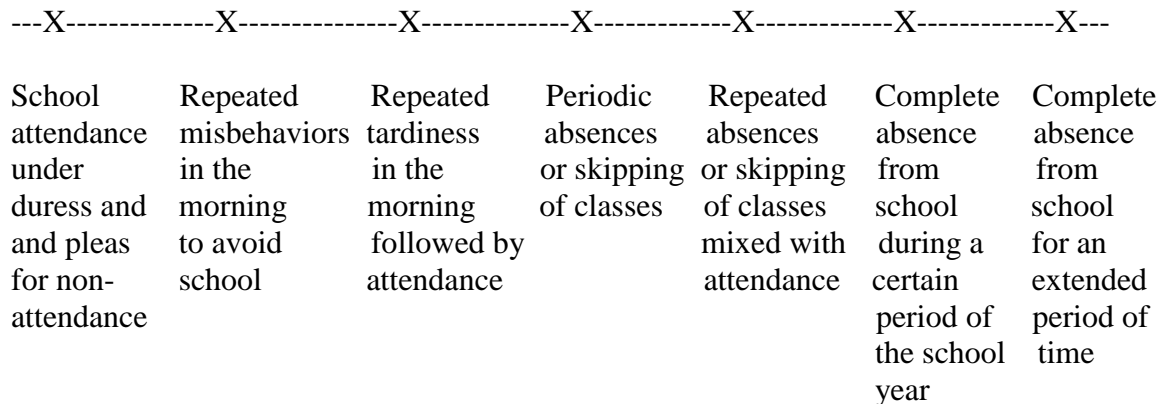 ---X--------------X---------------X--------------X-------------X-------------X-------------X---
School Repeated Repeated Periodic Repeated Complete Complete
attendance misbehaviors tardiness absences absences absence absence
under in the in the or skipping or skipping from from
duress and morning morning of classes of classes school school
and pleas to avoid followed by mixed with during a for an
for non- school attendance attendance certain extended
attendance period of period of
the school time
year